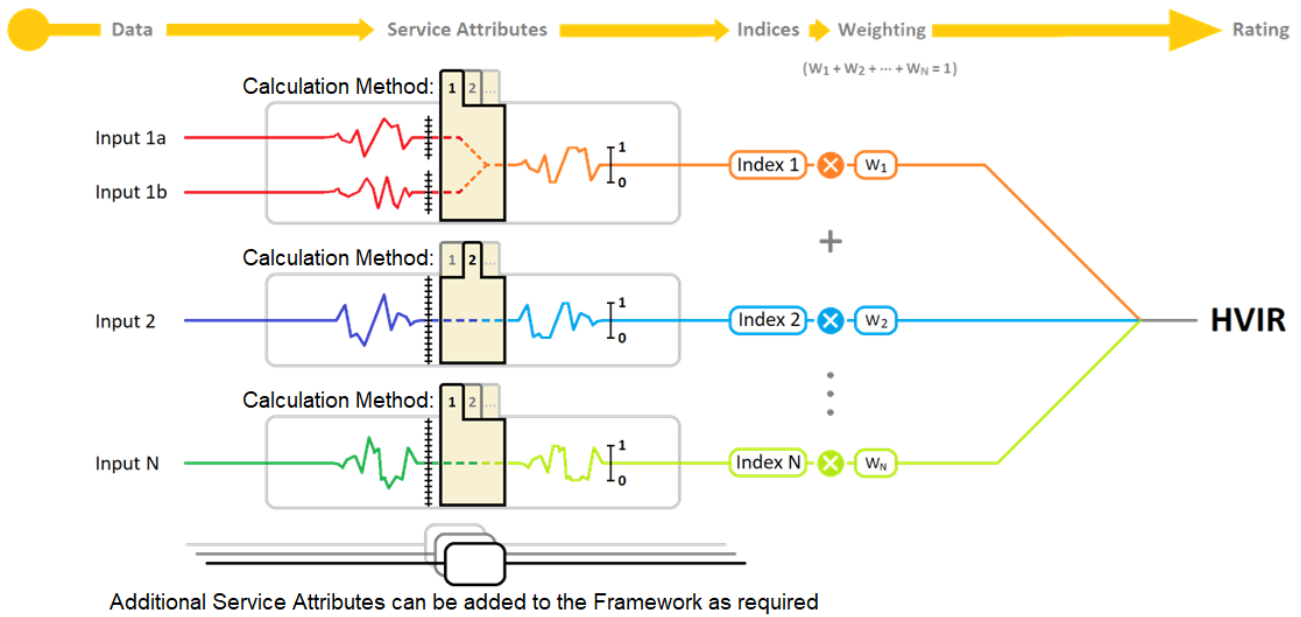 Data Service Attributes Indices Weighting Rating
(W1 + W2 + ··· + WN = 1)
Calculation Method: 1 2 ...
Input 1a
1
0
Index 1 × W1
Input 1b
+
Calculation Method: 1 2 ...
Input 2
1
0
Index 2 × W2
HVIR
Calculation Method: 1 2 ...
Input N
1
0
Index N × WN
Additional Service Attributes can be added to the Framework as required